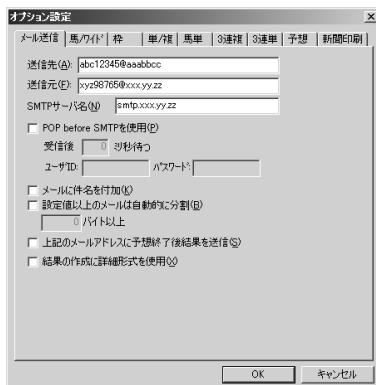 オプション設定
メール送信 馬/ワイド 枠 単/複 馬単 3連複 3連単 予想 新聞印刷
送信先(A): abc12345@aaabbcc
送信元(F): xyz98765@xxx.yy.zz
SMTPサーバ名(N) smtp.xxx.yy.zz
POP before SMTPを使用(P)
受信後 0 ミリ秒待つ
ユーザID: パスワード:
メールに件名を付加(K)
設定値以上のメールは自動的に分割(B)
0 バイト以上
上記のメールアドレスに予想終了後結果を送信(S)
結果の作成に詳細形式を使用(X)
OK キャンセル